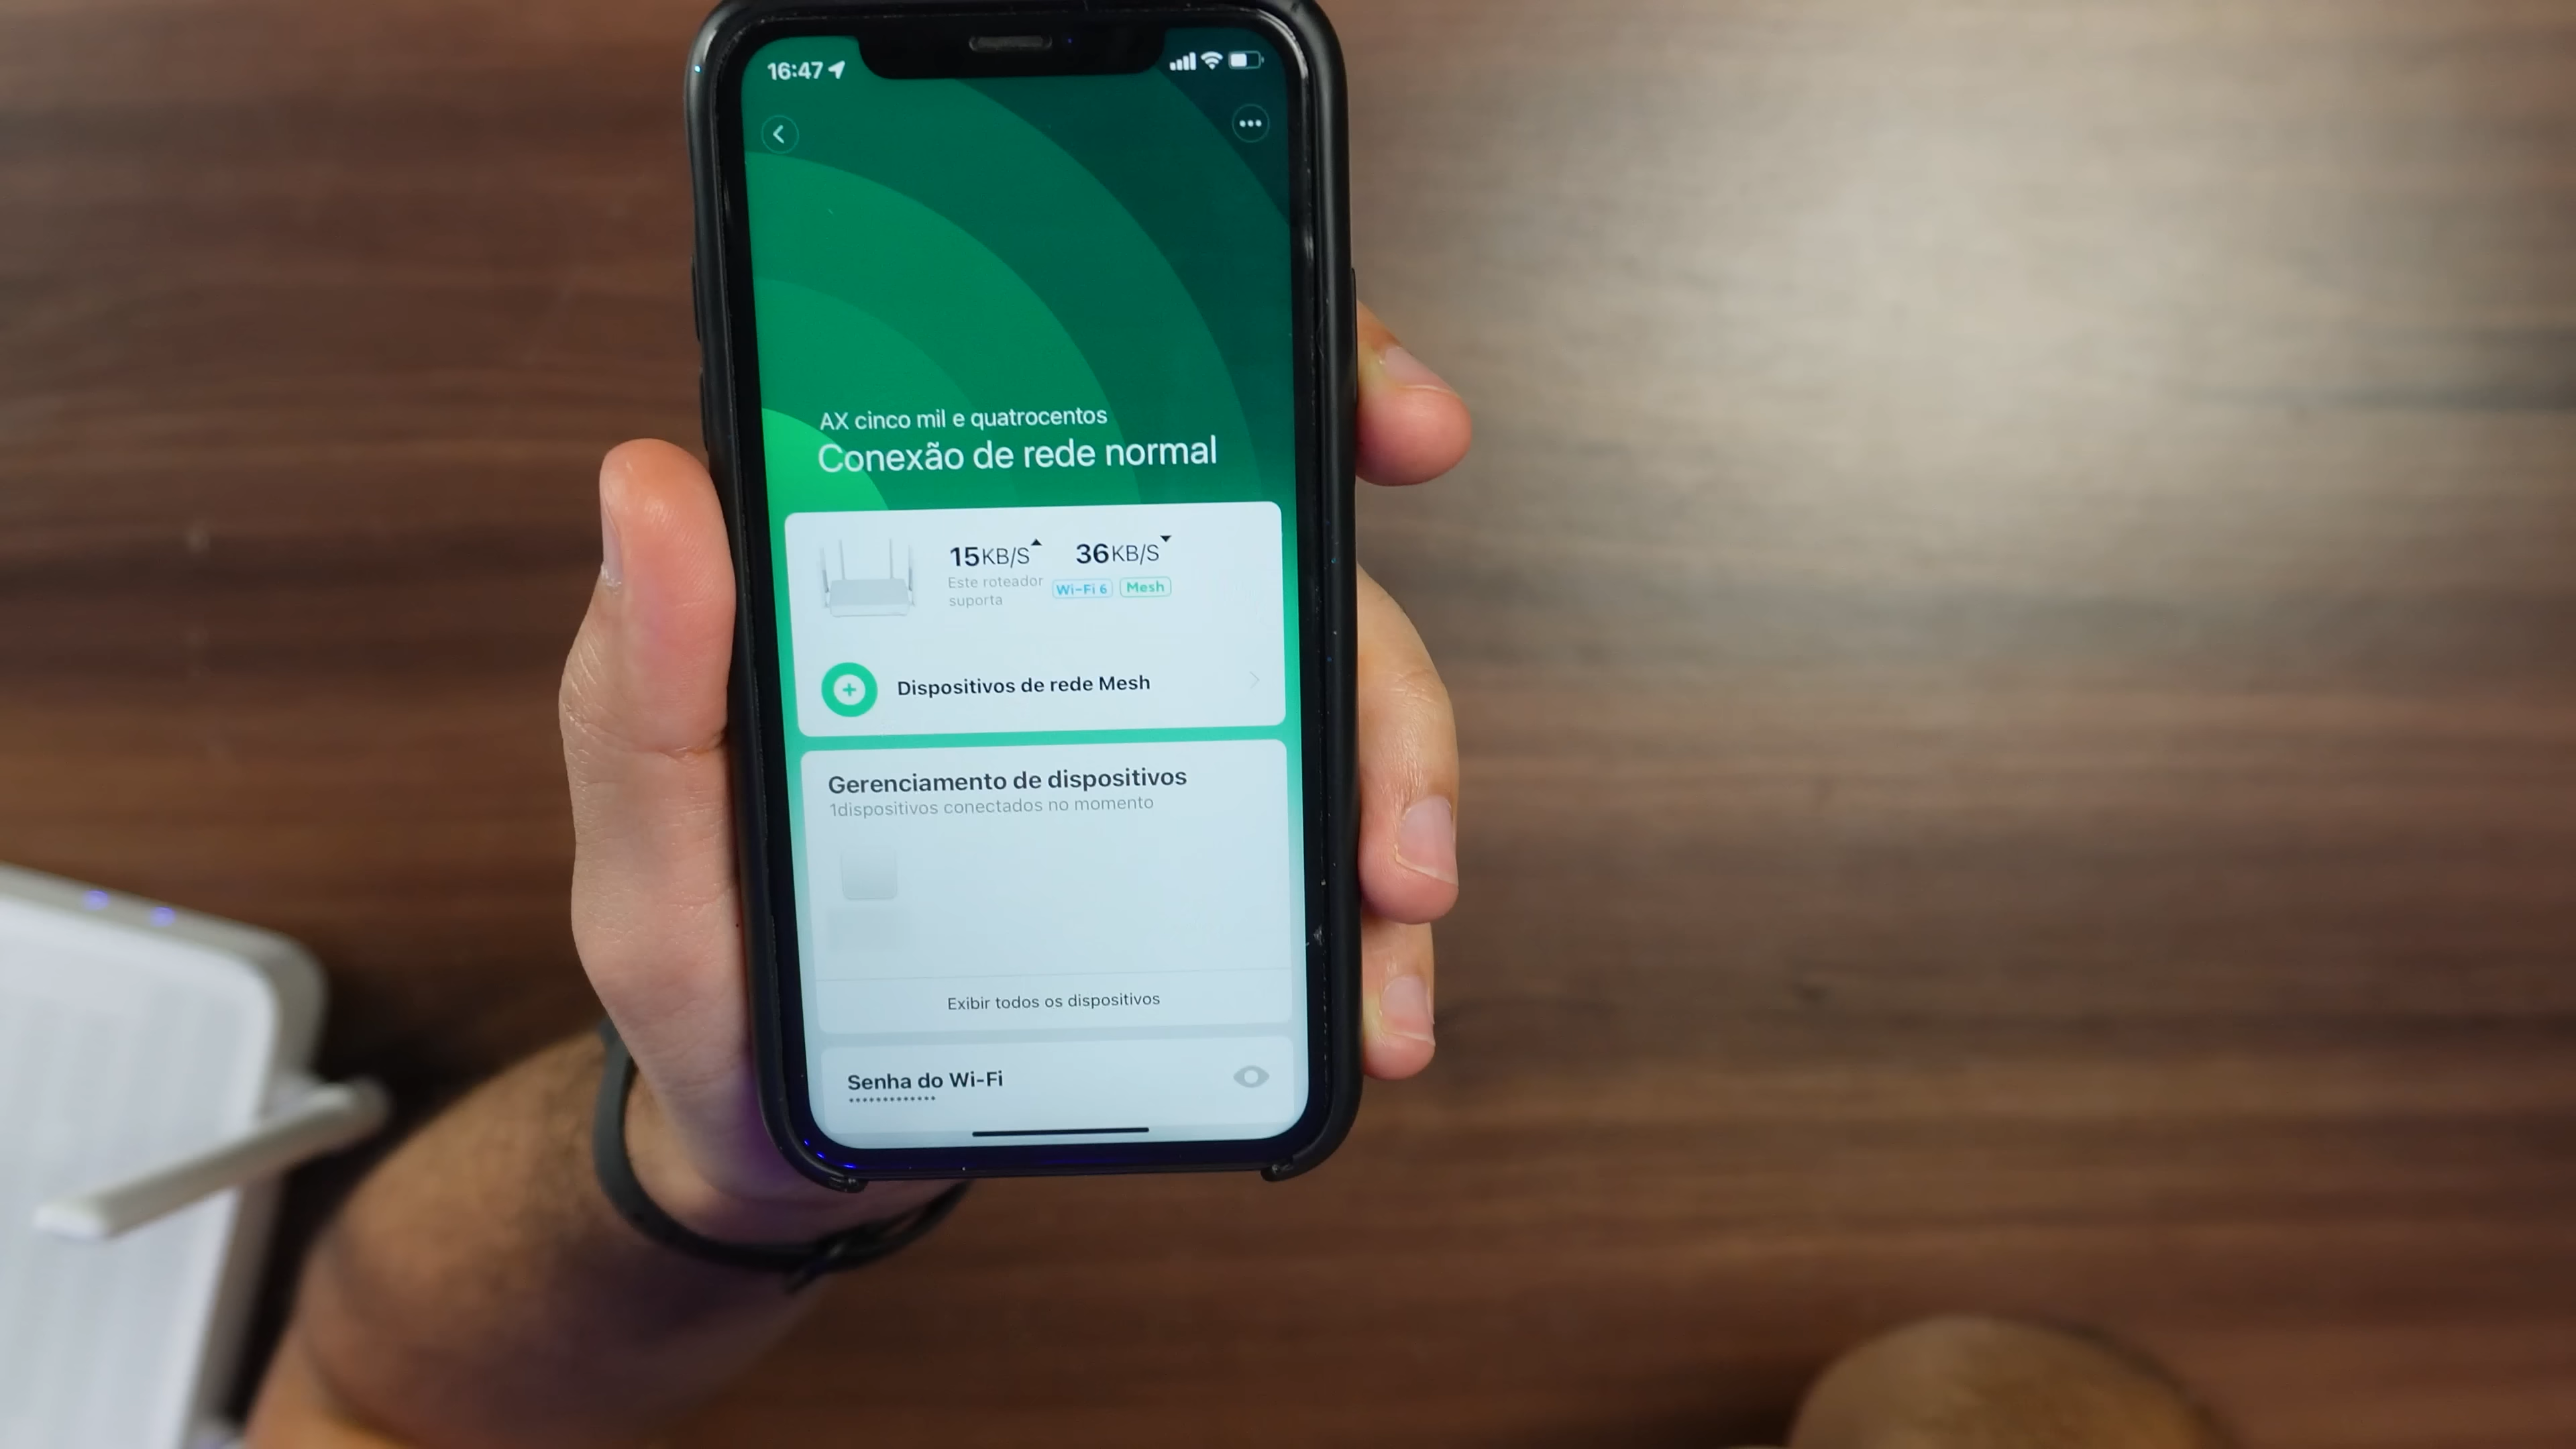 16:47
AX cinco mil e quatrocentos
Conexão de rede normal
15KB/S 36KB/S
Este roteador suporta Wi-Fi 6 Mesh
Dispositivos de rede Mesh
Gerenciamento de dispositivos
1dispositivos conectados no momento
Exibir todos os dispositivos
Senha do Wi-Fi
•••••••••••••